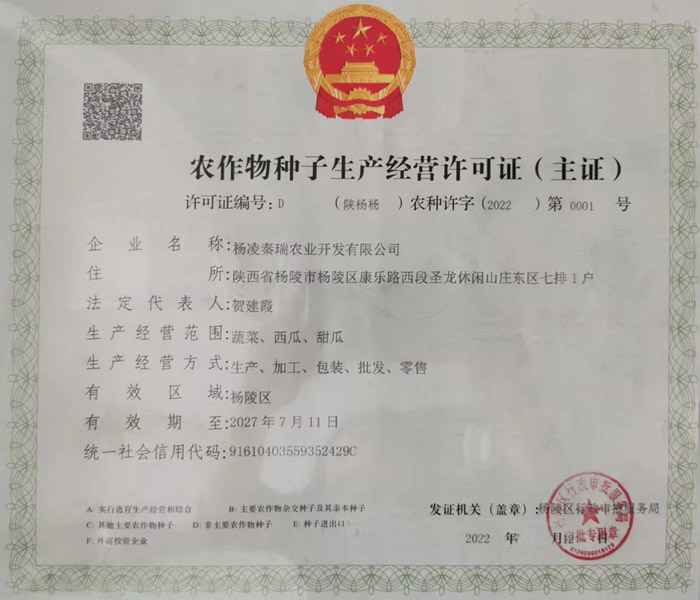 农作物种子生产经营许可证（主证）
许可证编号：D （陕杨杨 ）农种许字（2022 ）第 0001 号
企业名称：杨凌秦瑞农业开发有限公司
住所：陕西省杨陵市杨陵区康乐路西段圣龙休闲山庄东区七排1户
法定代表人：贺建霞
生产经营范围：蔬菜、西瓜、甜瓜
生产经营方式：生产、加工、包装、批发、零售
有效区域：杨陵区
有效期至：2027年7月11日
统一社会信用代码：91610403559352429C
A: 实行选育生产经营相结合 B: 主要农作物杂交种子及其亲本种子
C: 其他主要农作物种子 D: 非主要农作物种子 E: 种子进出口
F: 外商投资企业
发证机关（盖章）：杨陵区行政审批服务局
2022 年 7 月 12 日